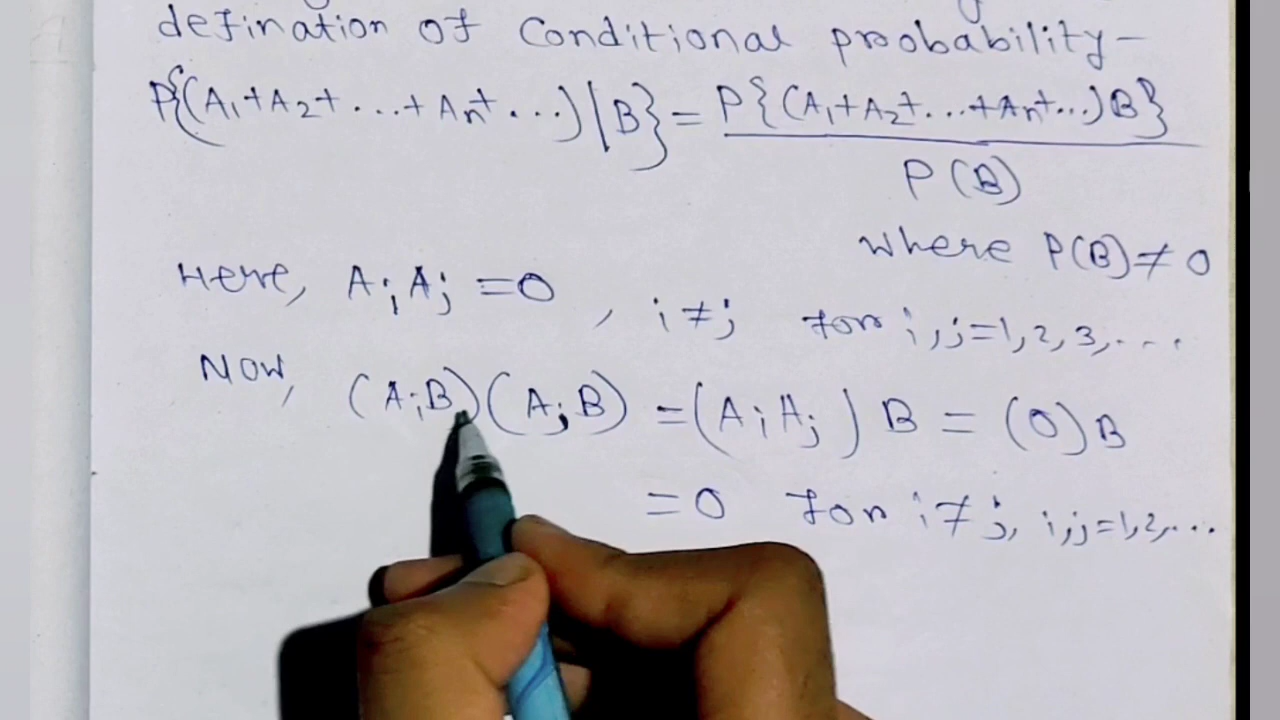 defination of Conditional probability-
P{(A₁+A₂+...+Aₙ+...)|B} = P{(A₁+A₂+...+Aₙ+...)B}
P(B)
where P(B)≠0
Here, AᵢAⱼ =0 , i≠j for i,j=1,2,3,...
Now, (AᵢB)(AⱼB) =(AᵢAⱼ) B = (0)B
=0 for i≠j, i,j=1,2,...